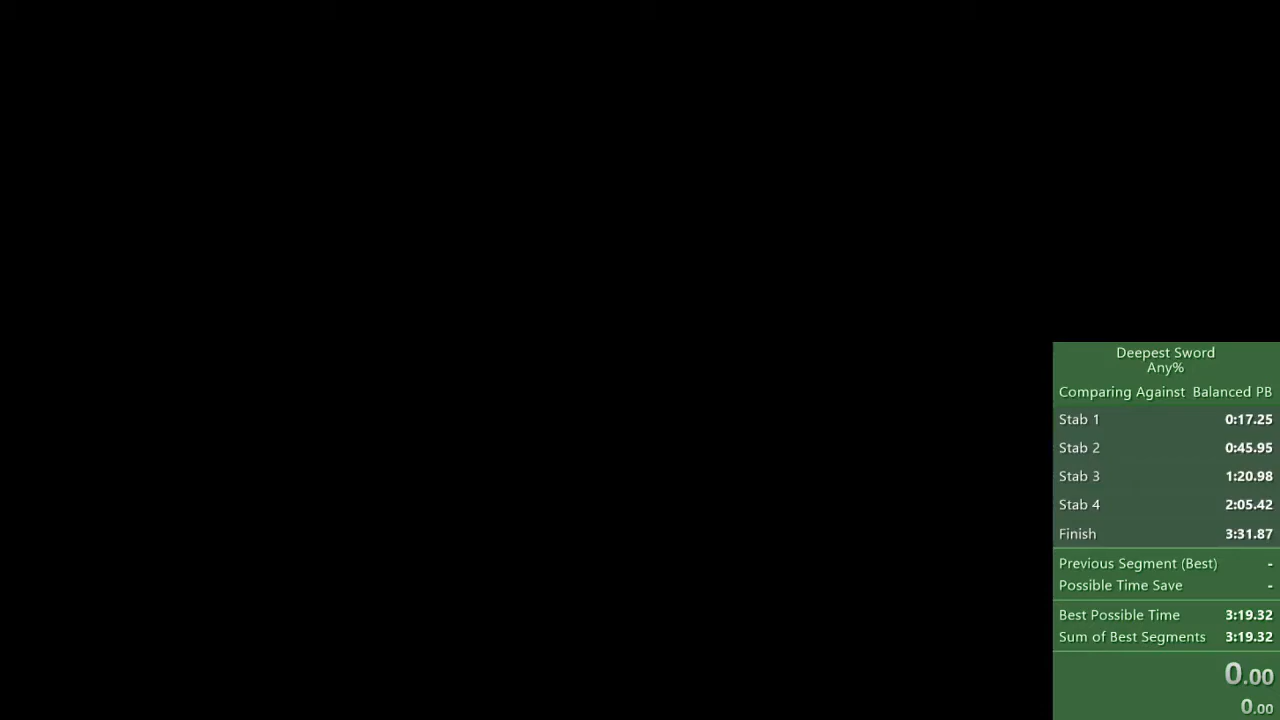 Deepest Sword
Any%
Comparing Against Balanced PB
Stab 1 0:17.25
Stab 2 0:45.95
Stab 3 1:20.98
Stab 4 2:05.42
Finish 3:31.87
Previous Segment (Best) -
Possible Time Save -
Best Possible Time 3:19.32
Sum of Best Segments 3:19.32
0.00
0.00